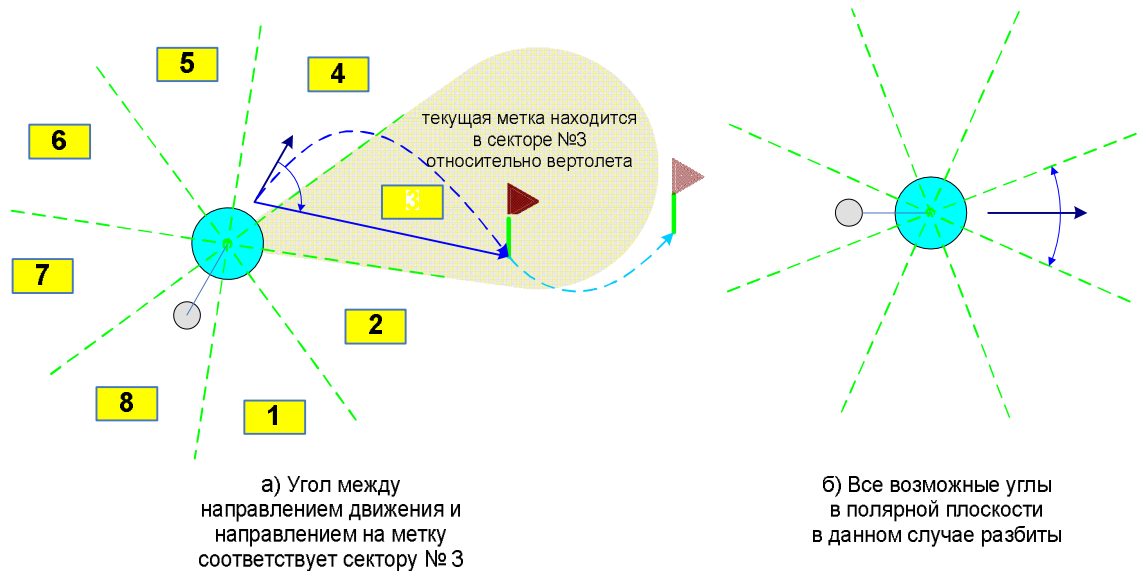 5
4
текущая метка находится
в секторе №3
относительно вертолета
6
3
7
2
8
1
а) Угол между
направлением движения и
направлением на метку
соответствует сектору № 3
б) Все возможные углы
в полярной плоскости
в данном случае разбиты